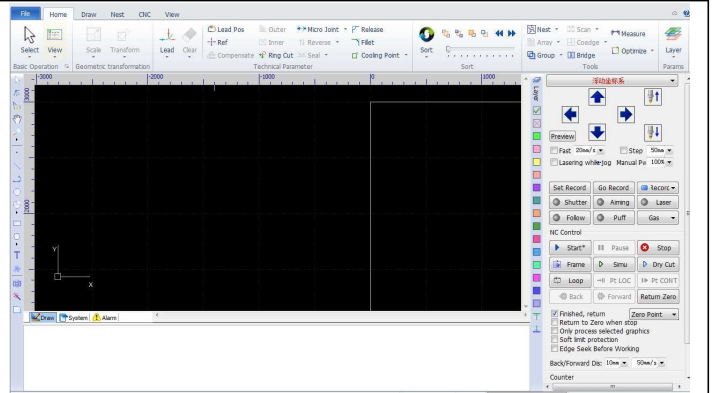 File Home Draw Nest CNC View
Lead Pos Outer Micro Joint Release Nest Scan Measure
Ref Inner Reverse Fillet Array Coedge Optimize
Select View Scale Transform Lead Clear Compensate Ring Cut Seal Cooling Point Sort Group Bridge Layer
Basic Operation Geometric transformation Technical Parameter Sort Tools Params
-3000 -2000 -1000 0 1000
3000
2000
Y
X
Layer
浮动坐标系
Preview
Fast 20mm/s Step 50mm
Lasering while jog Manual Pw 100%
Set Record Go Record Record
Shutter Aiming Laser
Follow Puff Gas
NC Control
Start* Pause Stop
Frame Simu Dry Cut
Loop Pt LOC Pt CONT
Back Forward Return Zero
Finished, return Zero Point
Return to Zero when stop
Only process selected graphics
Soft limit protection
Edge Seek Before Working
Back/Forward Dis: 10mm 50mm/s
Counter
Draw System Alarm